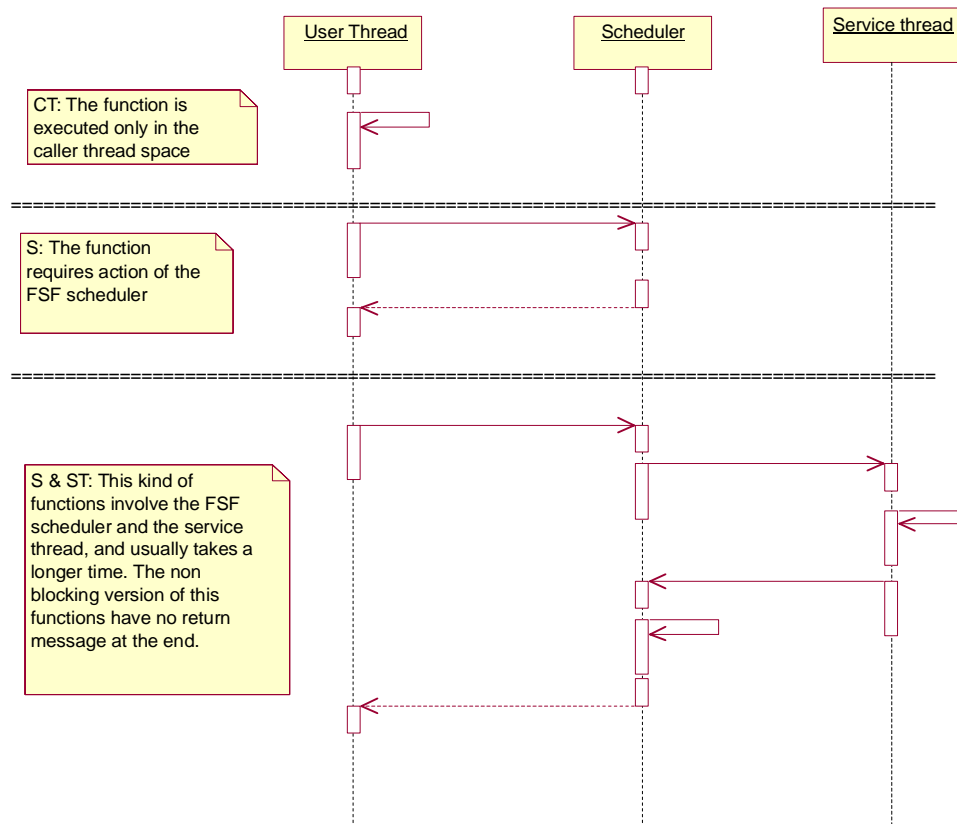 User Thread
Scheduler
Service thread
CT: The function is
executed only in the
caller thread space
S: The function
requires action of the
FSF scheduler
S & ST: This kind of
functions involve the FSF
scheduler and the service
thread, and usually takes a
longer time. The non
blocking version of this
functions have no return
message at the end.